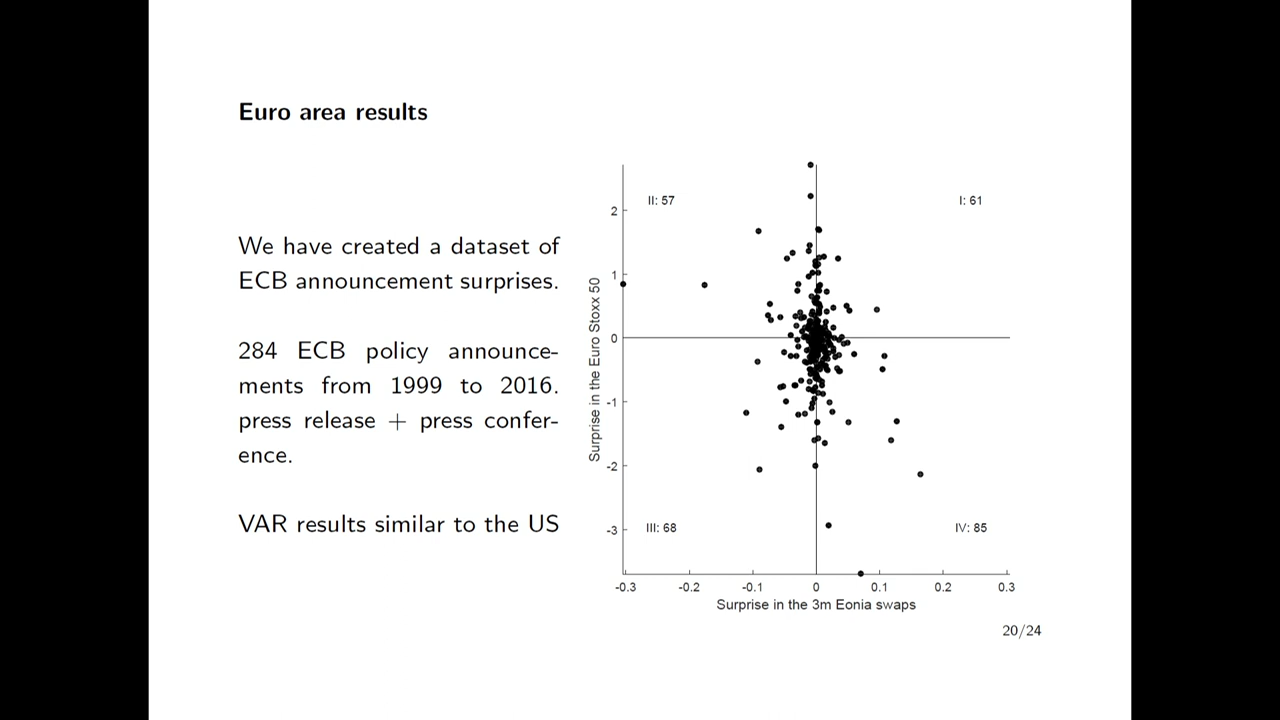 Euro area results
We have created a dataset of
ECB announcement surprises.
284 ECB policy announce-
ments from 1999 to 2016.
press release + press confer-
ence.
VAR results similar to the US
II: 57
I: 61
III: 68
IV: 85
Surprise in the Euro Stoxx 50
2
1
0
-1
-2
-3
-0.3 -0.2 -0.1 0 0.1 0.2 0.3
Surprise in the 3m Eonia swaps
20/24